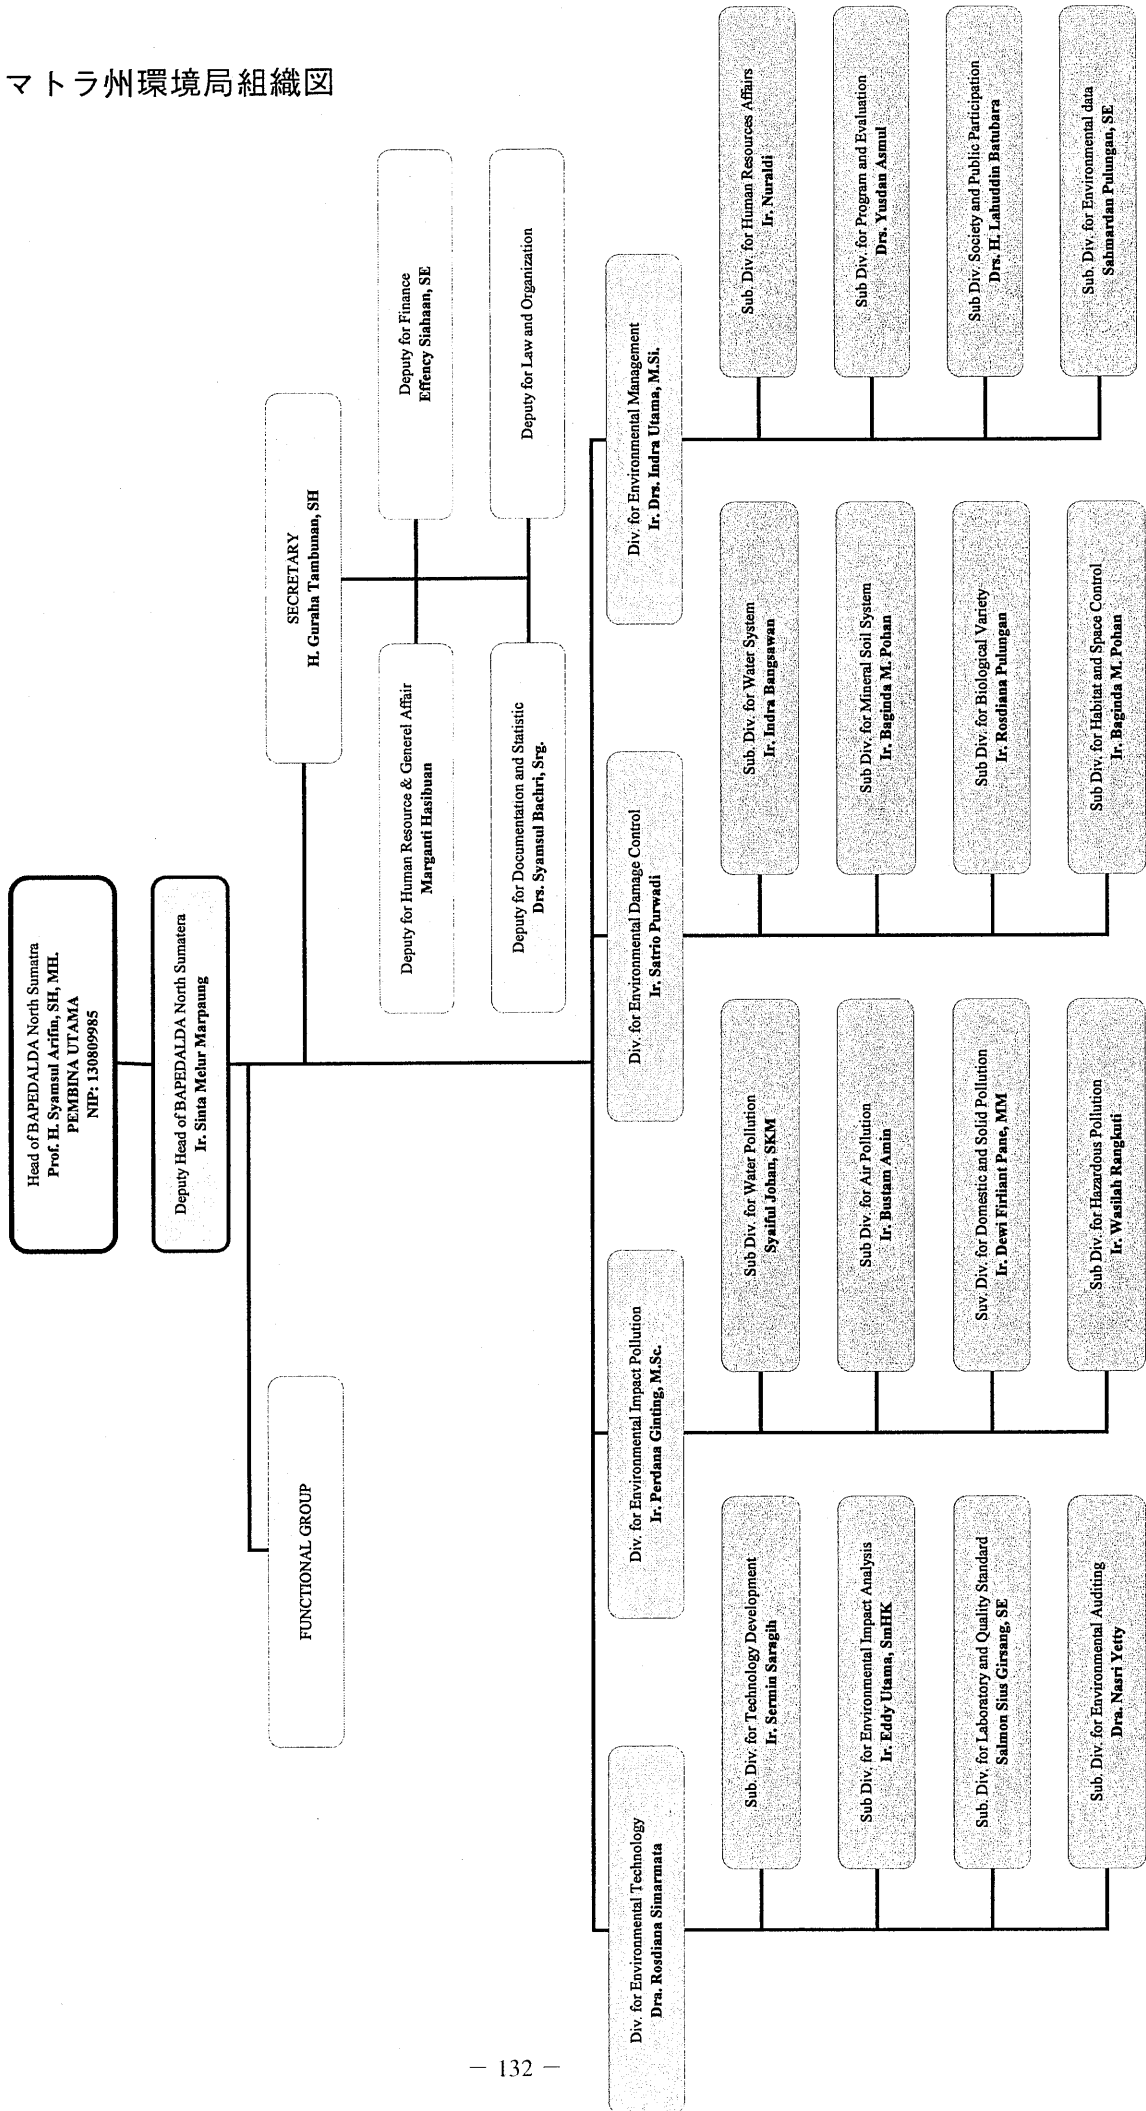 マトラ州環境局組織図
Head of BAPEDALDA North Sumatra
Prof. H. Syamsul Arifin, SH, MH.
PEMBINA UTAMA
NIP: 130809985
Deputy Head of BAPEDALDA North Sumatera
Ir. Sinta Melur Marpaung
FUNCTIONAL GROUP
SECRETARY
H. Guraha Tambunan, SH
Deputy for Human Resource & Generel Affair
Marganti Hasibuan
Deputy for Finance
Effency Siahaan, SE
Deputy for Documentation and Statistic
Drs. Syamsul Bachri, Srg.
Deputy for Law and Organization
Div. for Environmental Technology
Dra. Rosdiana Simarmata
Sub. Div. for Technology Development
Ir. Sermin Saragih
Sub Div. for Environmental Impact Analysis
Ir. Eddy Utama, SmHK
Sub. Div. for Laboratory and Quality Standard
Salmon Sius Girsang, SE
Sub. Div. for Environmental Auditing
Dra. Nasri Yetty
Div. for Environmental Impact Pollution
Ir. Perdana Ginting, M.Sc.
Sub Div. for Water Pollution
Syaiful Johan, SKM
Sub Div. for Air Pollution
Ir. Bustam Amin
Suv. Div. for Domestic and Solid Pollution
Ir. Dewi Firliant Pane, MM
Sub Div. for Hazardous Pollution
Ir. Wasilah Rangkuti
Div. for Environmental Damage Control
Ir. Satrio Purwadi
Sub. Div. for Water System
Ir. Indra Bangsawan
Sub Div. for Mineral Soil System
Ir. Baginda M. Pohan
Sub Div. for Biological Variety
Ir. Rosdiana Pulungan
Sub Div. for Habitat and Space Control
Ir. Baginda M. Pohan
Div. for Environmental Management
Ir. Drs. Indra Utama, M.Si.
Sub. Div. for Human Resources Affairs
Ir. Nuraldi
Sub Div. for Program and Evaluation
Drs. Yusdan Asmul
Sub Div. Society and Public Participation
Drs. H. Lahuddin Batubara
Sub. Div. for Environmental data
Sahmardan Pulungan, SE
— 132 —